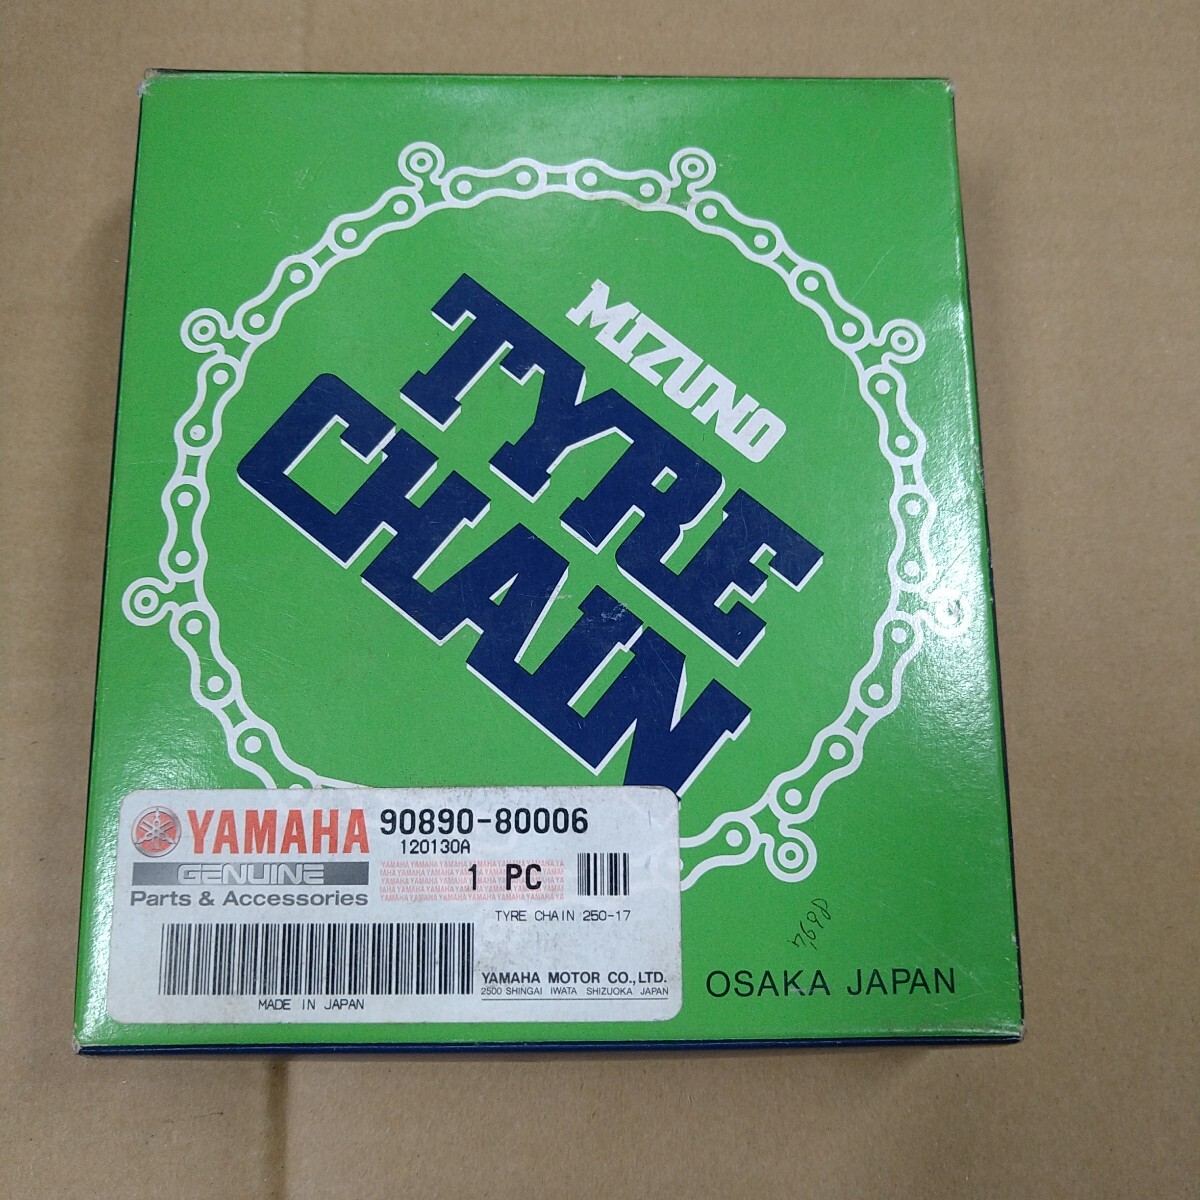 MIZUNO
TYRE
CHAIN
YAMAHA
GENUINE
Parts & Accessories
90890-80006
120130A
1 PC
TYRE CHAIN 250-17
MADE IN JAPAN
YAMAHA MOTOR CO.,LTD.
2500 SHINGAI IWATA SHIZUOKA JAPAN
OSAKA JAPAN